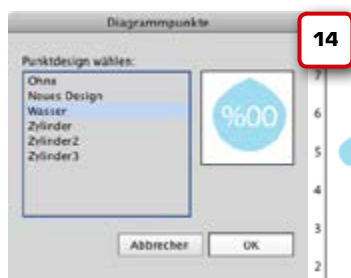 Diagrammpunkte
14
Punktdesign wählen:
Ohne
Neues Design
Wasser
Zylinder
Zylinder2
Zylinder3
%00
Abbrecher
OK
7
6
5
4
3
2